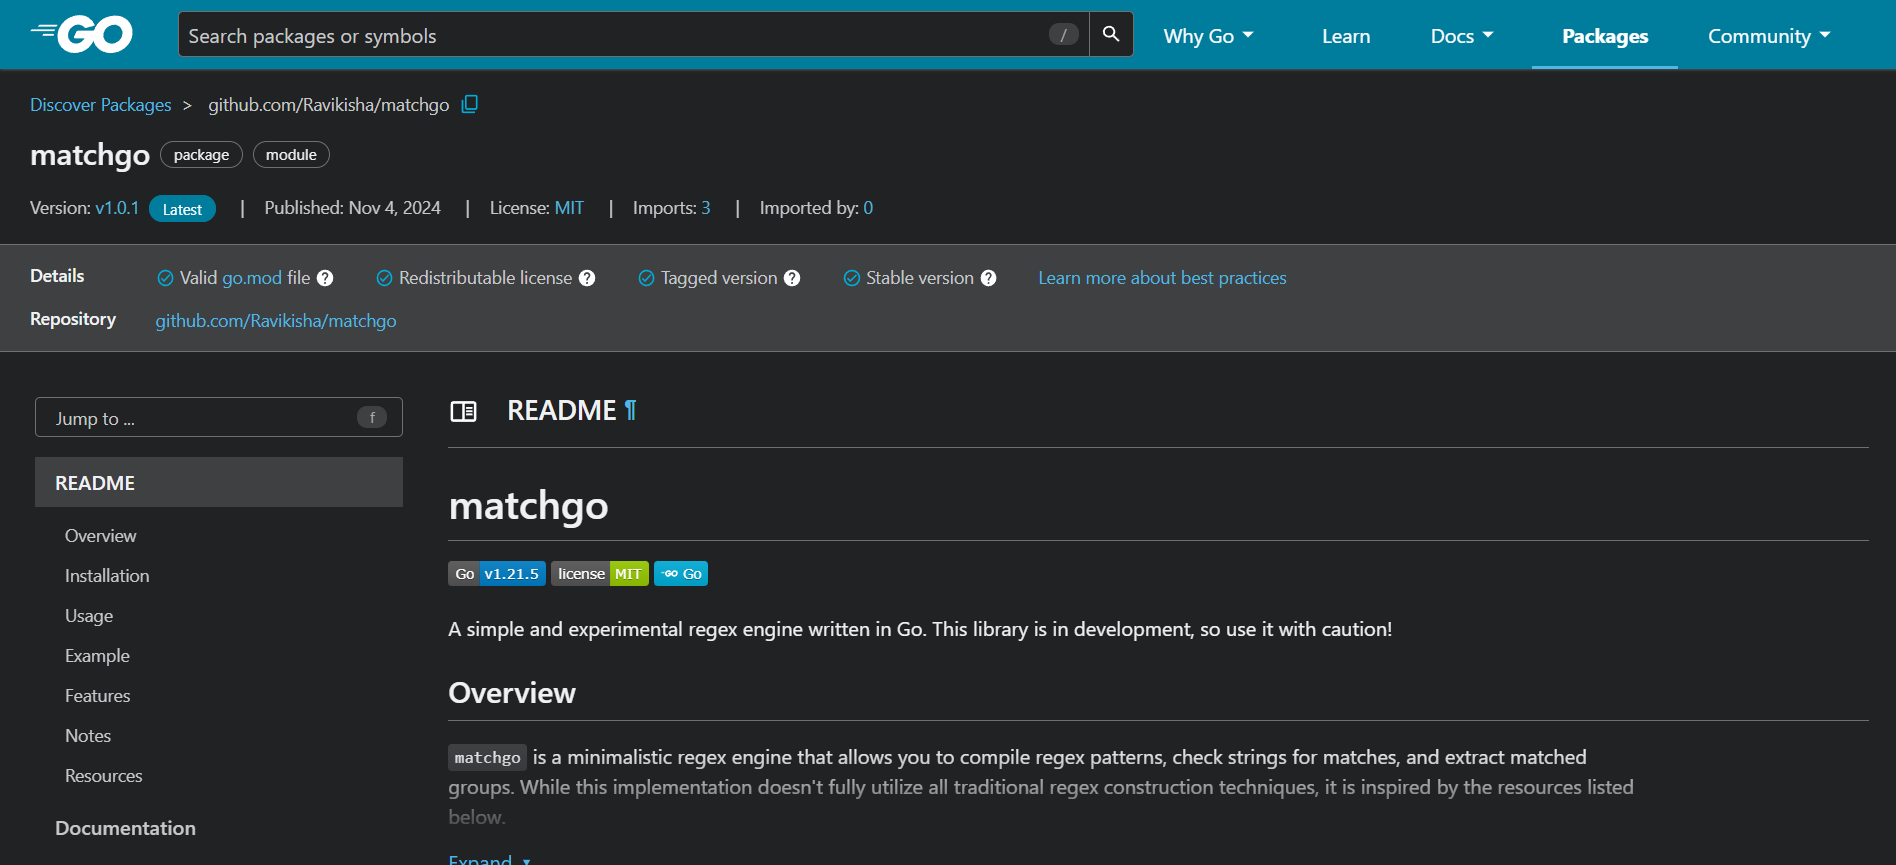 GO
Search packages or symbols /
Why Go
Learn
Docs
Packages
Community
Discover Packages > github.com/Ravikisha/matchgo
matchgo package module
Version: v1.0.1 Latest | Published: Nov 4, 2024 | License: MIT | Imports: 3 | Imported by: 0
Details Valid go.mod file ? Redistributable license ? Tagged version ? Stable version ? Learn more about best practices
Repository github.com/Ravikisha/matchgo
Jump to ... f
README
Overview
Installation
Usage
Example
Features
Notes
Resources
Documentation
README ¶
matchgo
Go v1.21.5 license MIT GO Go
A simple and experimental regex engine written in Go. This library is in development, so use it with caution!
Overview
matchgo is a minimalistic regex engine that allows you to compile regex patterns, check strings for matches, and extract matched
groups. While this implementation doesn't fully utilize all traditional regex construction techniques, it is inspired by the resources listed
below.
Expand ▾